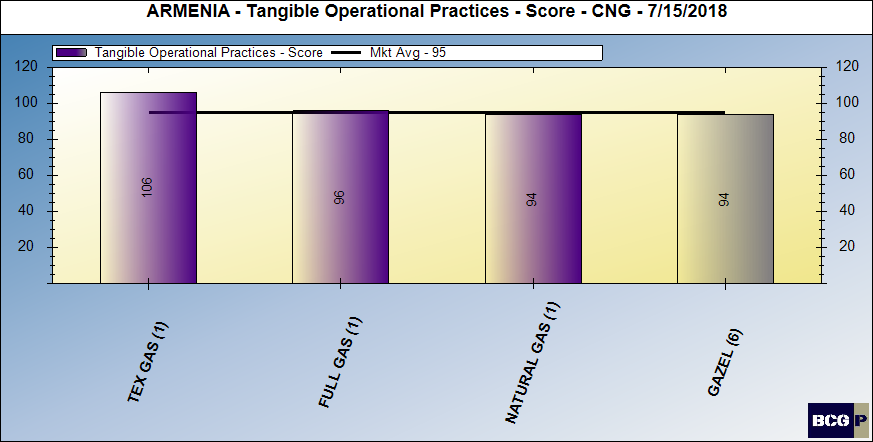 ARMENIA - Tangible Operational Practices - Score - CNG - 7/15/2018
Tangible Operational Practices - Score Mkt Avg - 95
120 120
100 100
80 80
60 60
40 40
20 20
106 96 94 94
TEX GAS (1)
FULL GAS (1)
NATURAL GAS (1)
GAZEL (6)
BCG P